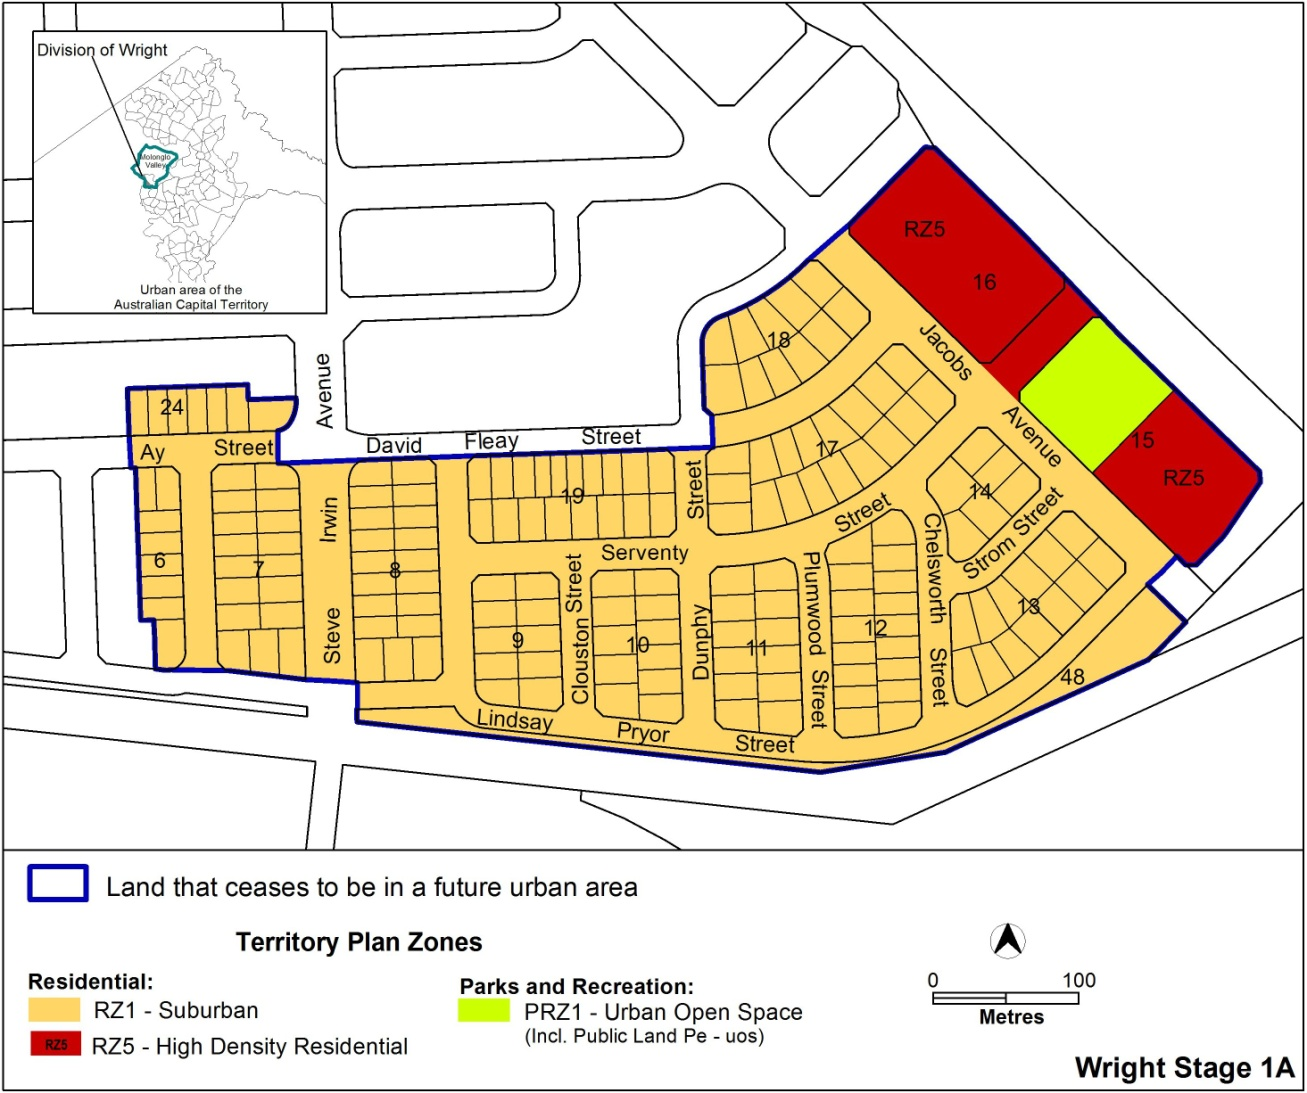 Division of Wright
Molonglo
Valley
Urban area of the
Australian Capital Territory
RZ5
16
18
Jacobs
Avenue
Avenue
24
Ay
Street
David
Fleay
Street
17
15
RZ5
14
19
Street
Street
Irwin
Steve
6
7
8
Serventy
Strom Street
Chelsworth
Street
13
Clouston Street
Plumwood
Street
Dunphy
9
10
11
12
48
Lindsay
Pryor
Street
Land that ceases to be in a future urban area
Territory Plan Zones
Residential:
RZ1 - Suburban
RZ5
RZ5 - High Density Residential
Parks and Recreation:
PRZ1 - Urban Open Space
(Incl. Public Land Pe - uos)
0
100
Metres
Wright Stage 1A